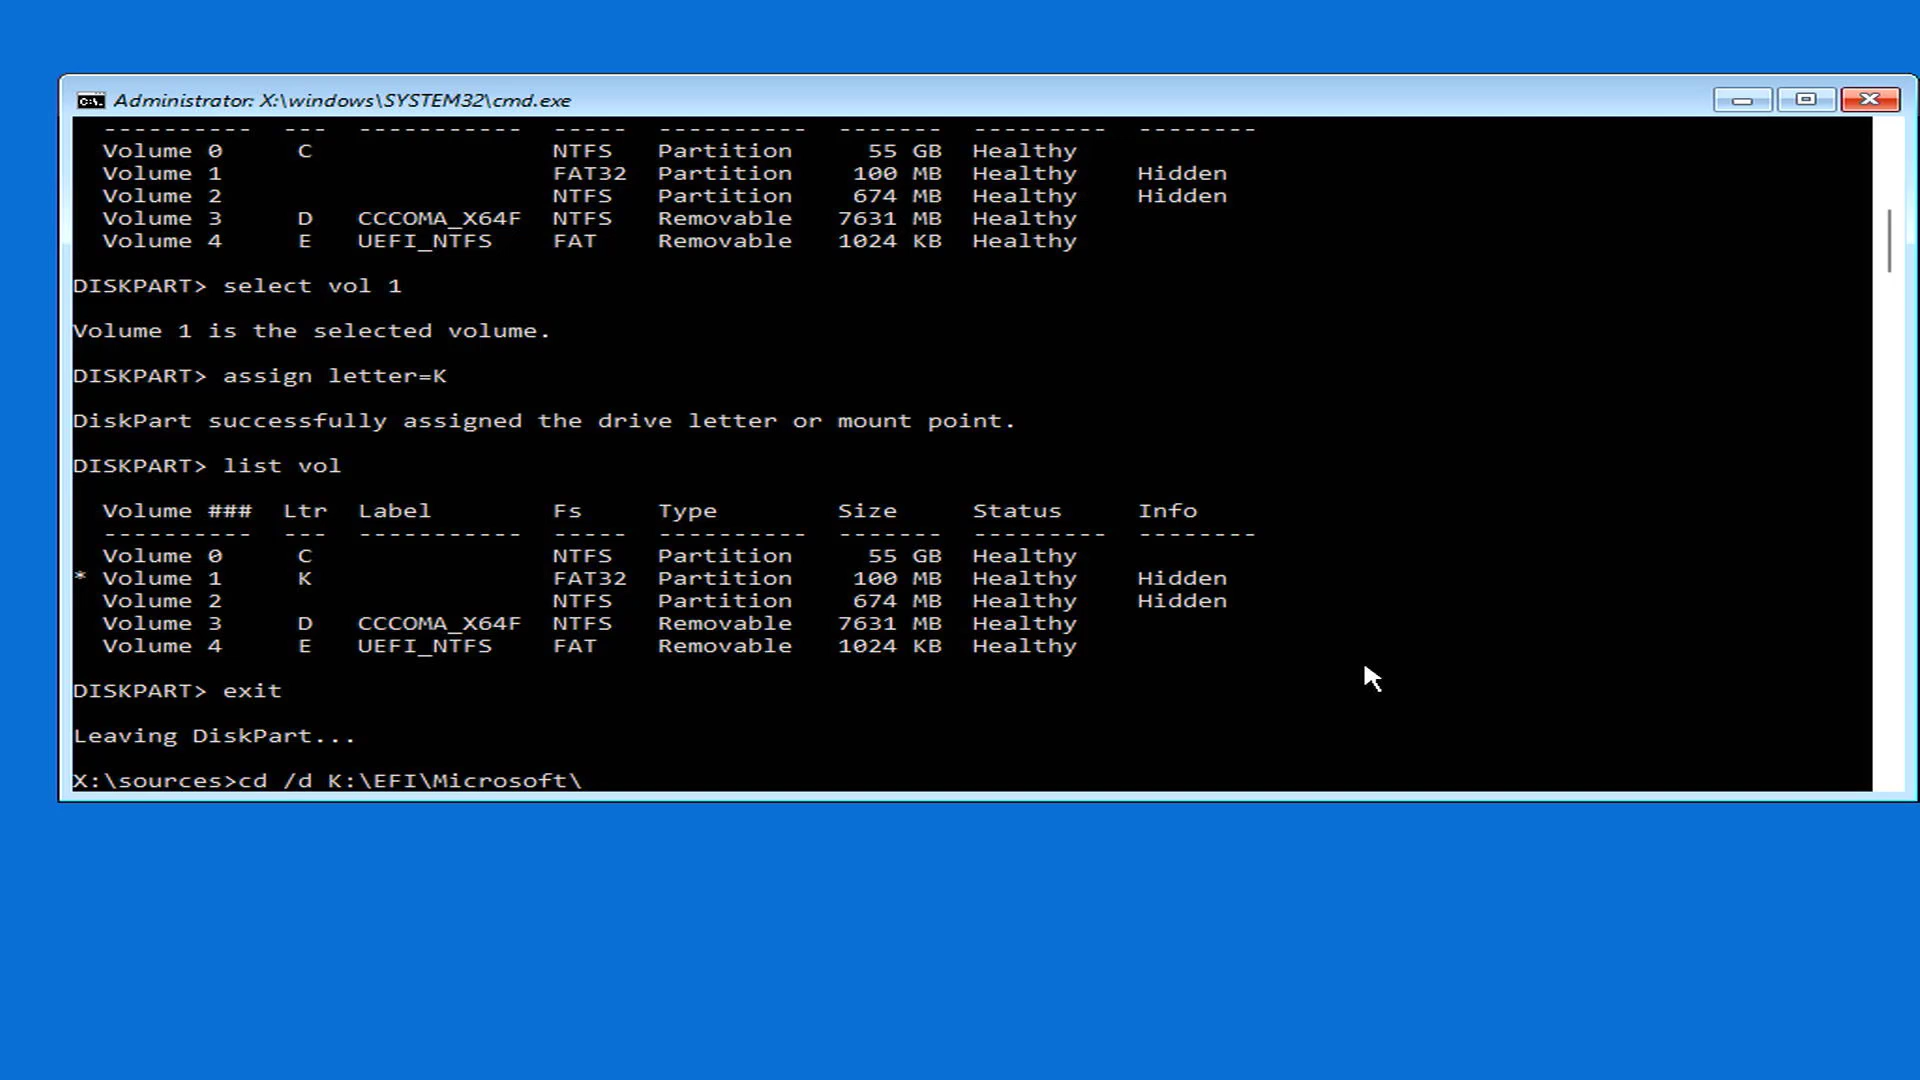 Administrator: X:\windows\SYSTEM32\cmd.exe
---------- --- ----------- ----- ---------- ------- --------- --------
Volume 0 C NTFS Partition 55 GB Healthy
Volume 1 FAT32 Partition 100 MB Healthy Hidden
Volume 2 NTFS Partition 674 MB Healthy Hidden
Volume 3 D CCCOMA_X64F NTFS Removable 7631 MB Healthy
Volume 4 E UEFI_NTFS FAT Removable 1024 KB Healthy
DISKPART> select vol 1
Volume 1 is the selected volume.
DISKPART> assign letter=K
DiskPart successfully assigned the drive letter or mount point.
DISKPART> list vol
Volume ### Ltr Label Fs Type Size Status Info
---------- --- ----------- ----- ---------- ------- --------- --------
Volume 0 C NTFS Partition 55 GB Healthy
* Volume 1 K FAT32 Partition 100 MB Healthy Hidden
Volume 2 NTFS Partition 674 MB Healthy Hidden
Volume 3 D CCCOMA_X64F NTFS Removable 7631 MB Healthy
Volume 4 E UEFI_NTFS FAT Removable 1024 KB Healthy
DISKPART> exit
Leaving DiskPart...
X:\sources>cd /d K:\EFI\Microsoft\